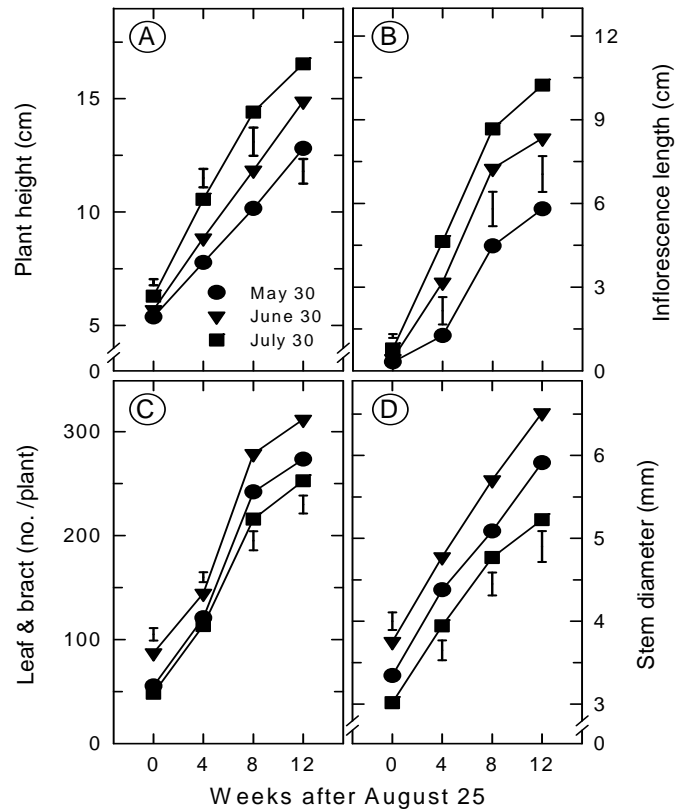 A
B
Plant height (cm)
15
10
5
0
May 30
June 30
July 30
12
9
6
3
0
Inflorescence length (cm)
C
D
Leaf & bract (no. /plant)
300
200
100
0
6
5
4
3
0
Stem diameter (mm)
0 4 8 12
0 4 8 12
Weeks after August 25